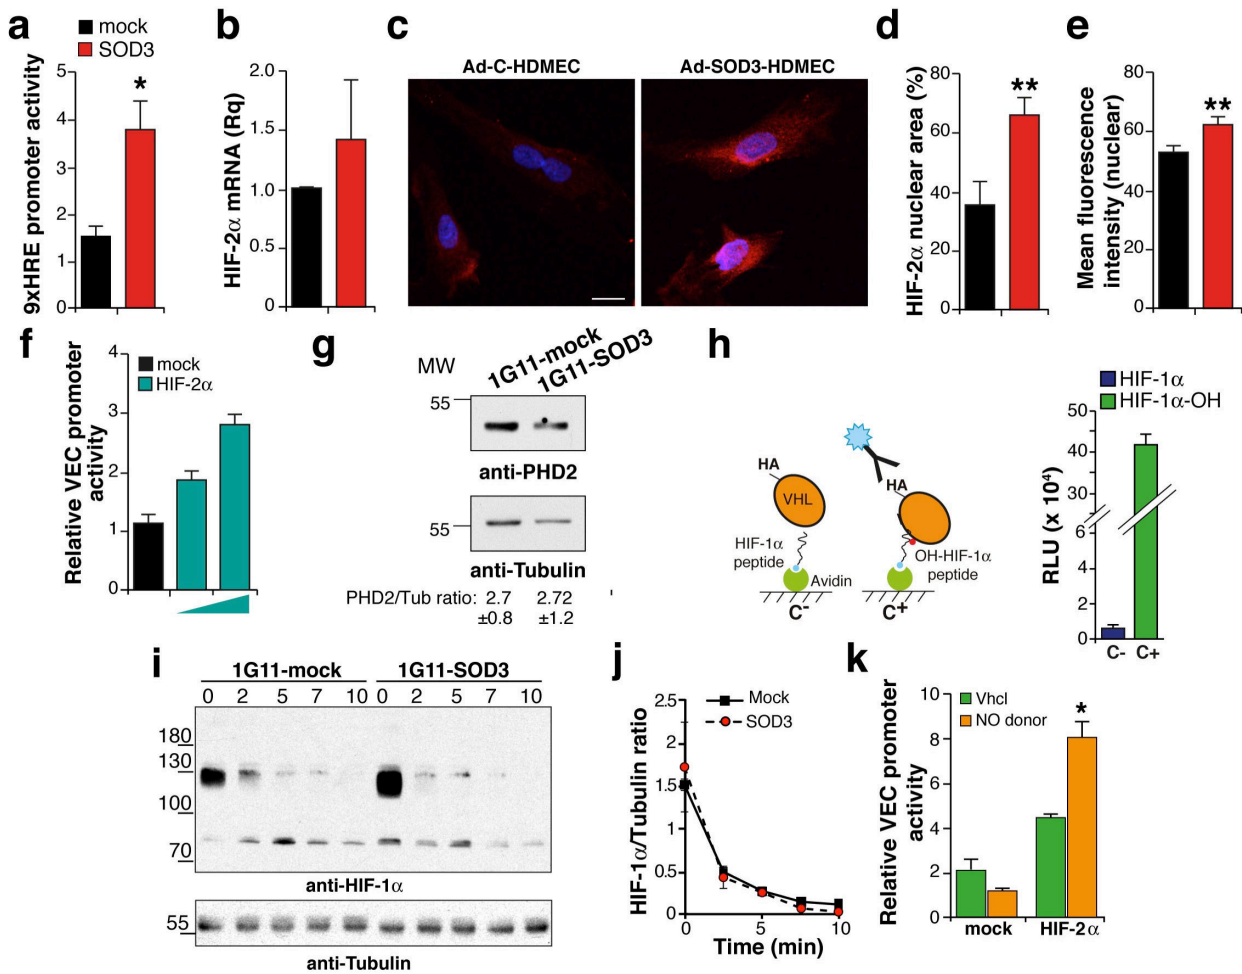 a
mock
SOD3
9xHRE promoter activity
5
4
3
2
1
0
*
b
HIF-2α mRNA (Rq)
2.0
1.5
1.0
0.5
0
c
Ad-C-HDMEC
Ad-SOD3-HDMEC
d
HIF-2α nuclear area (%)
80
60
40
20
0
**
e
Mean fluorescence
intensity (nuclear)
80
60
40
20
0
**
f
mock
HIF-2α
Relative VEC promoter
activity
4
3
2
1
0
g
MW
1G11-mock
1G11-SOD3
55
anti-PHD2
55
anti-Tubulin
PHD2/Tub ratio: 2.7 2.72
±0.8 ±1.2
h
HA
VHL
HIF-1α
peptide
Avidin
C-
HA
OH-HIF-1α
peptide
C+
HIF-1α
HIF-1α-OH
RLU (x 10⁴)
50
40
30
6
4
2
0
C- C+
i
1G11-mock 1G11-SOD3
0 2 5 7 10 0 2 5 7 10
180
130
100
70
anti-HIF-1α
55
anti-Tubulin
j
Mock
SOD3
HIF-1α/Tubulin ratio
2.5
2
1.5
1
0.5
0
0 5 10
Time (min)
k
Vhcl
NO donor
Relative VEC promoter
activity
10
8
6
4
2
0
*
mock HIF-2α